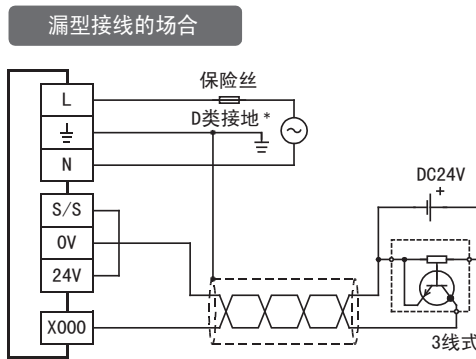 漏型接线的场合
保险丝
L
D类接地*
N
DC24V
+
S/S
0V
24V
X000
3线式